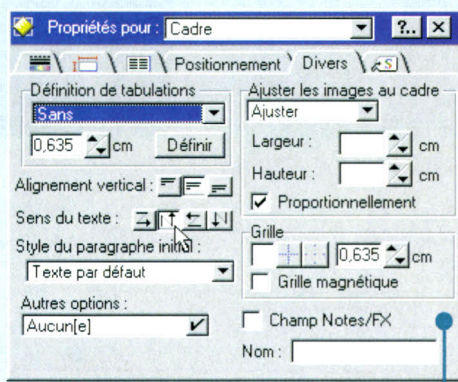 Propriétés pour : Cadre ?..
Positionnement Divers S
Définition de tabulations
Sans
0,635 cm Définir
Alignement vertical :
Sens du texte :
Style du paragraphe initial :
Texte par défaut
Autres options :
Aucun[e]
Ajuster les images au cadre
Ajuster
Largeur : cm
Hauteur : cm
Proportionnellement
Grille
0,635 cm
Grille magnétique
Champ Notes/FX
Nom :